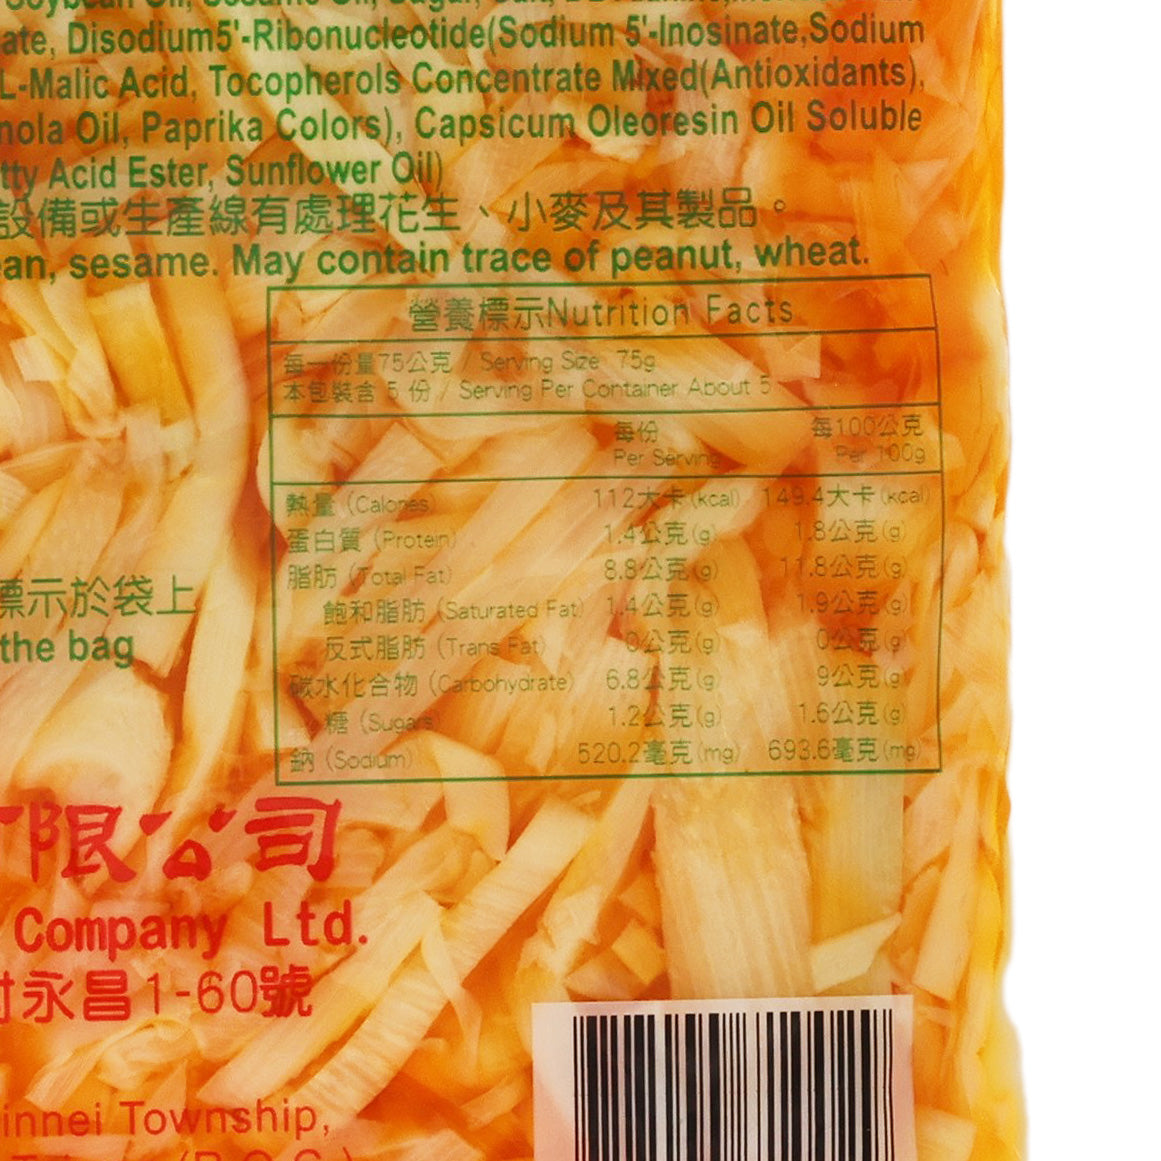 Soybean Oil, Sesame Oil, Sugar, Salt,
ate, Disodium5'-Ribonucleotide(Sodium 5'-Inosinate,Sodium
L-Malic Acid, Tocopherols Concentrate Mixed(Antioxidants),
nola Oil, Paprika Colors), Capsicum Oleoresin Oil Soluble
tty Acid Ester, Sunflower Oil)
設備或生產線有處理花生、小麥及其製品。
ean, sesame. May contain trace of peanut, wheat.
營養標示Nutrition Facts
每一份量75公克 / Serving Size 75g
本包裝含 5 份 / Serving Per Container About 5
每份 每100公克
Per Serving Per 100g
熱量 (Calories) 112大卡(kcal) 149.4大卡(kcal)
蛋白質 (Protein) 1.4公克(g) 1.8公克(g)
脂肪 (Total Fat) 8.8公克(g) 11.8公克(g)
飽和脂肪 (Saturated Fat) 1.4公克(g) 1.9公克(g)
反式脂肪 (Trans Fat) 0公克(g) 0公克(g)
碳水化合物 (Carbohydrate) 6.8公克(g) 9公克(g)
糖 (Sugars) 1.2公克(g) 1.6公克(g)
鈉 (Sodium) 520.2毫克(mg) 693.6毫克(mg)
標示於袋上
the bag
有限公司
Company Ltd.
村永昌1-60號
innei Township,
(R.O.C.)